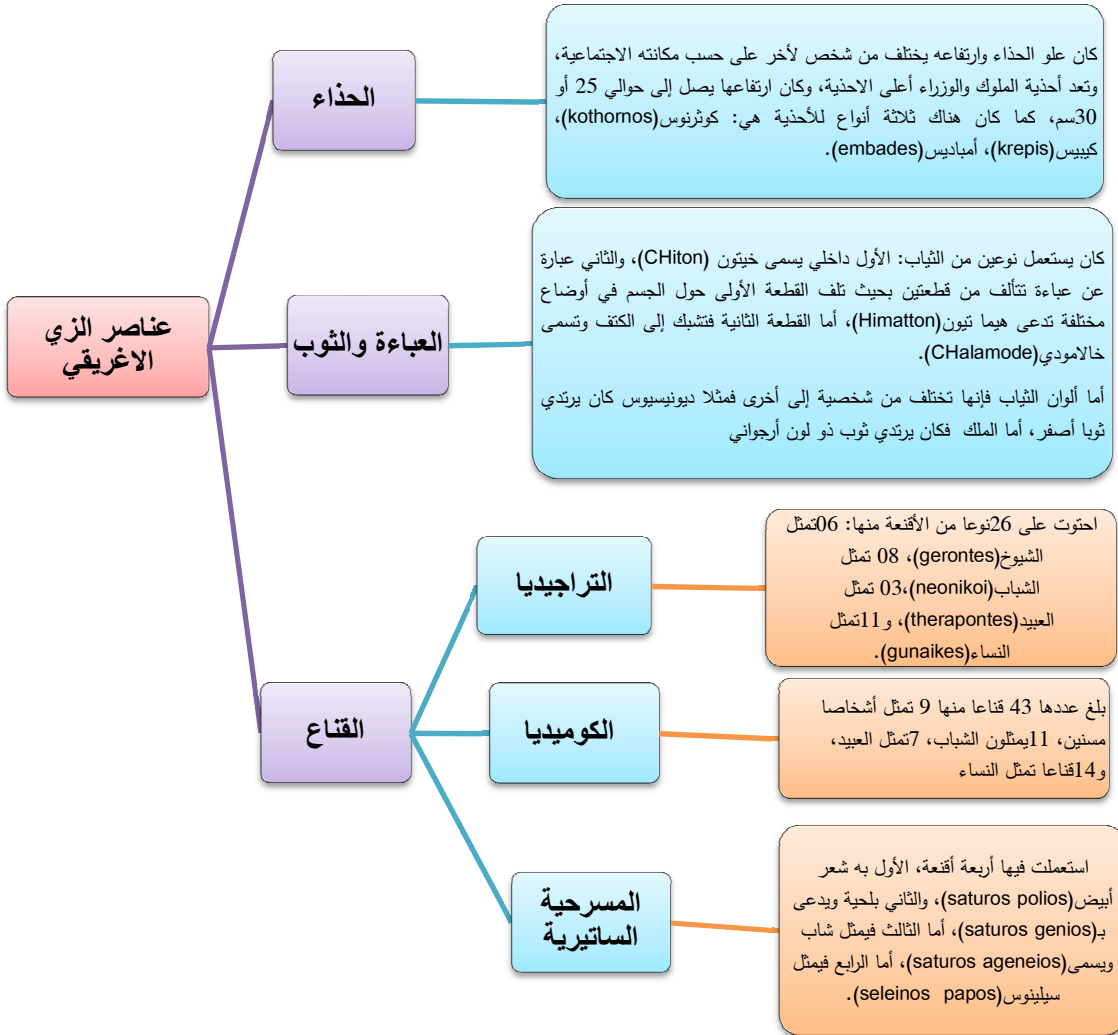 عناصر الزي
الاغريقي
الحذاء
كان علو الحذاء وارتفاعه يختلف من شخص لأخر على حسب مكانته الاجتماعية،
وتعد أحذية الملوك والوزراء أعلى الاحذية، وكان ارتفاعها يصل إلى حوالي 25 أو
30سم، كما كان هناك ثلاثة أنواع للأحذية هي: كوثرنوس(kothornos)،
كيبيس(krepis)، أمباديس(embades).
العباءة والثوب
كان يستعمل نوعين من الثياب: الأول داخلي يسمى خيتون (CHiton)، والثاني عبارة
عن عباءة تتألف من قطعتين بحيث تلف القطعة الأولى حول الجسم في أوضاع
مختلفة تدعى هيما تيون(Himatton)، أما القطعة الثانية فتشبك إلى الكتف وتسمى
خالامودي(CHalamode).
أما ألوان الثياب فإنها تختلف من شخصية إلى أخرى فمثلا ديونيسيوس كان يرتدي
ثوبا أصفر، أما الملك فكان يرتدي ثوب ذو لون أرجواني
القناع
التراجيديا
احتوت على 26نوعا من الأقنعة منها: 06تمثل
الشيوخ(gerontes)، 08 تمثل
الشباب(neonikoi)،03 تمثل
العبيد(therapontes)، و11تمثل
النساء(gunaikes).
الكوميديا
بلغ عددها 43 قناعا منها 9 تمثل أشخاصا
مسنين، 11يمثلون الشباب، 7تمثل العبيد،
و14قناعا تمثل النساء
المسرحية
الساتيرية
استعملت فيها أربعة أقنعة، الأول به شعر
أبيض(saturos polios)، والثاني بلحية ويدعى
بـ(saturos genios)، أما الثالث فيمثل شاب
ويسمى(saturos ageneios)، أما الرابع فيمثل
سيلينوس(seleinos papos).